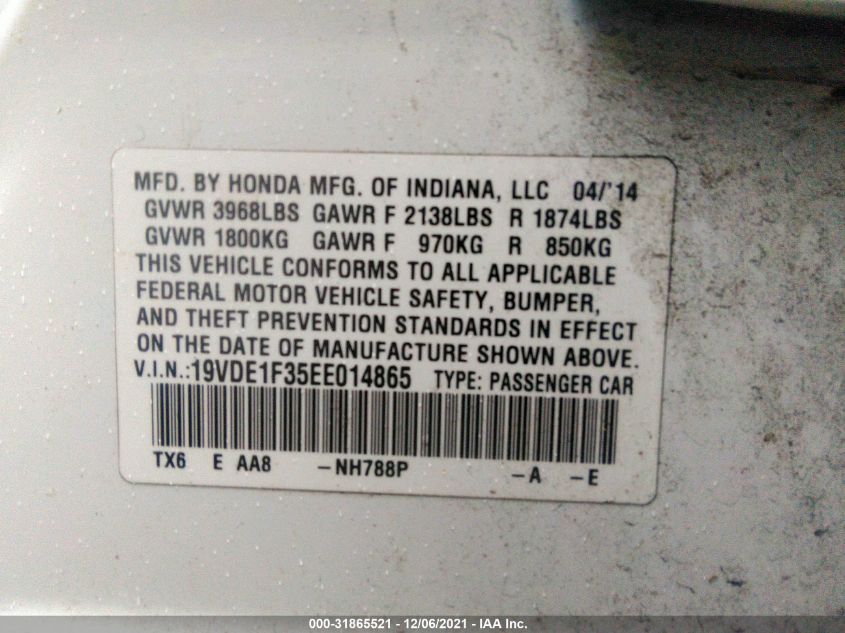 MFD. BY HONDA MFG. OF INDIANA, LLC 04/'14
GVWR 3968LBS GAWR F 2138LBS R 1874LBS
GVWR 1800KG GAWR F 970KG R 850KG
THIS VEHICLE CONFORMS TO ALL APPLICABLE
FEDERAL MOTOR VEHICLE SAFETY, BUMPER,
AND THEFT PREVENTION STANDARDS IN EFFECT
ON THE DATE OF MANUFACTURE SHOWN ABOVE.
V.I.N.:19VDE1F35EE014865 TYPE: PASSENGER CAR
TX6 E AA8 -NH788P -A -E
000-31865521 - 12/06/2021 - IAA Inc.